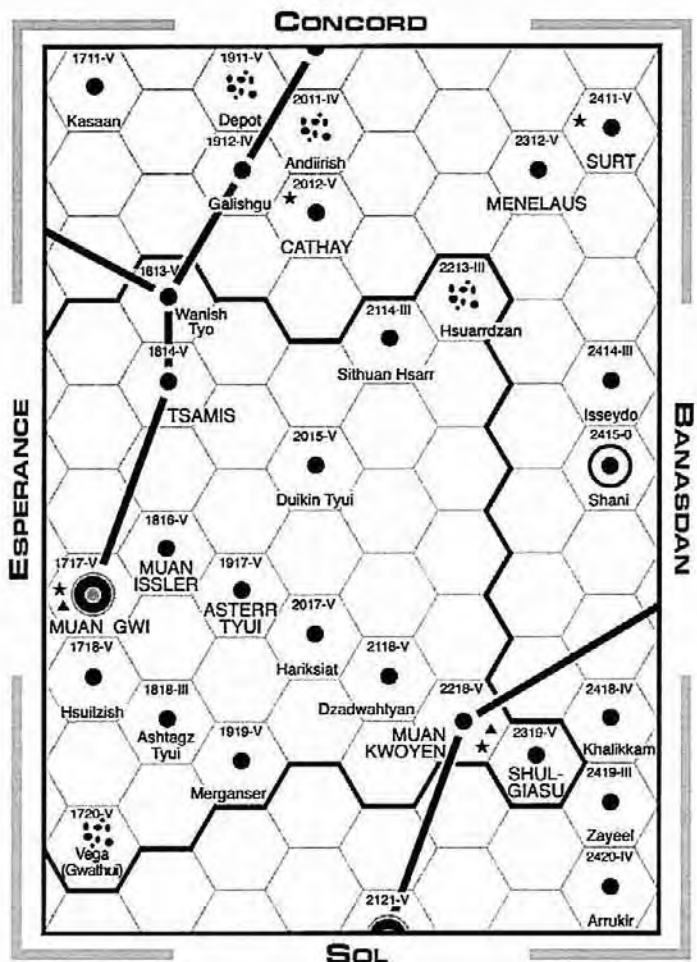 CONCORD
1711-V
Kasaan
1911-V
Depot
2011-IV
Andiirish
2411-V
SURT
1912-IV
Galishgu
2012-V
CATHAY
2312-V
MENELAUS
1813-V
Wanish
Tyo
2213-III
Hsuarrdzan
2114-III
Sithuan Hsarr
1814-V
TSAMIS
2414-III
Isseydo
ESPERANCE
BANASDAN
2015-V
Duikin Tyui
2415-0
Shani
1816-V
MUAN
ISSLER
1717-V
MUAN GWI
1917-V
ASTERR
TYUI
2017-V
Hariksiat
1718-V
Hsuilzish
2118-V
Dzadwahtyan
1818-III
Ashtagz
Tyui
2218-V
MUAN
KWOYEN
2418-IV
Khalikkam
1919-V
Merganser
2319-V
SHUL-
GIASU
2419-III
Zayeel
1720-V
Vega
(Gwathui)
2420-IV
Arrukir
2121-V
SOL